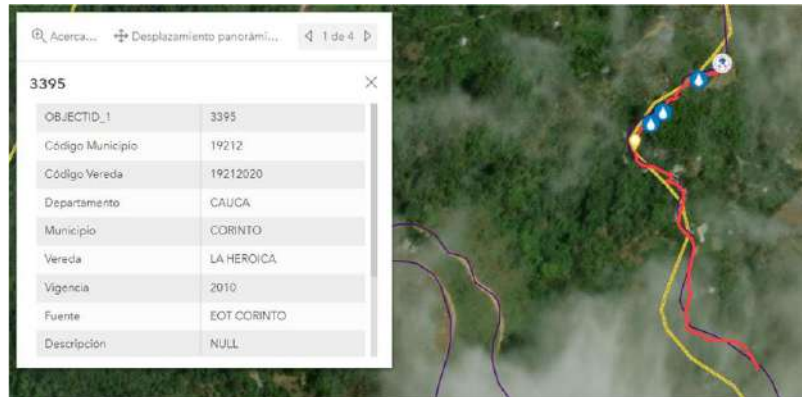 Acerca... Desplazamiento panorámi... 1 de 4
3395
OBJECTID_1 3395
Código Municipio 19212
Código Vereda 19212020
Departamento CAUCA
Municipio CORINTO
Vereda LA HEROICA
Vigencia 2010
Fuente EOT CORINTO
Descripción NULL